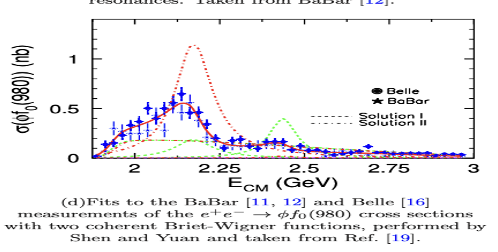 resonances. Taken from BaBar [12].
σ(ϕf₀(980)) (nb)
1
0.5
0
Belle
BaBar
Solution I
Solution II
2 2.25 2.5 2.75 3
E_CM (GeV)
(d)Fits to the BaBar [11, 12] and Belle [16]
measurements of the e⁺e⁻ → ϕf₀(980) cross sections
with two coherent Briet-Wigner functions, performed by
Shen and Yuan and taken from Ref. [19].